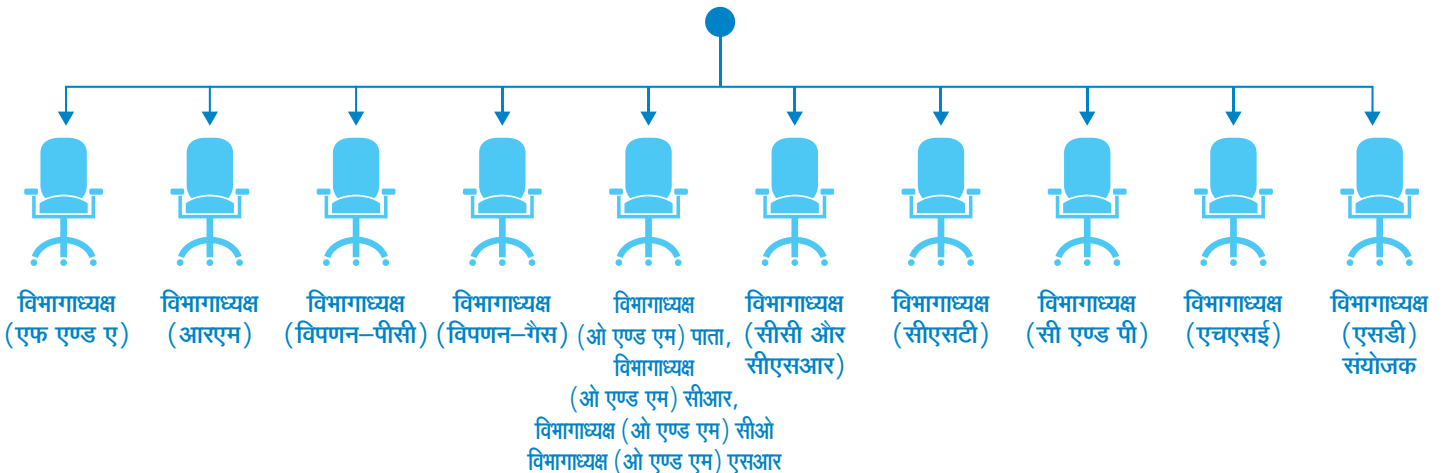 विभागाध्यक्ष
(एफ एण्ड ए)
विभागाध्यक्ष
(आरएम)
विभागाध्यक्ष
(विपणन–पीसी)
विभागाध्यक्ष
(विपणन–गैस)
विभागाध्यक्ष
(ओ एण्ड एम) पाता,
विभागाध्यक्ष
(ओ एण्ड एम) सीआर,
विभागाध्यक्ष (ओ एण्ड एम) सीओ
विभागाध्यक्ष (ओ एण्ड एम) एसआर
विभागाध्यक्ष
(सीसी और
सीएसआर)
विभागाध्यक्ष
(सीएसटी)
विभागाध्यक्ष
(सी एण्ड पी)
विभागाध्यक्ष
(एचएसई)
विभागाध्यक्ष
(एसडी)
संयोजक